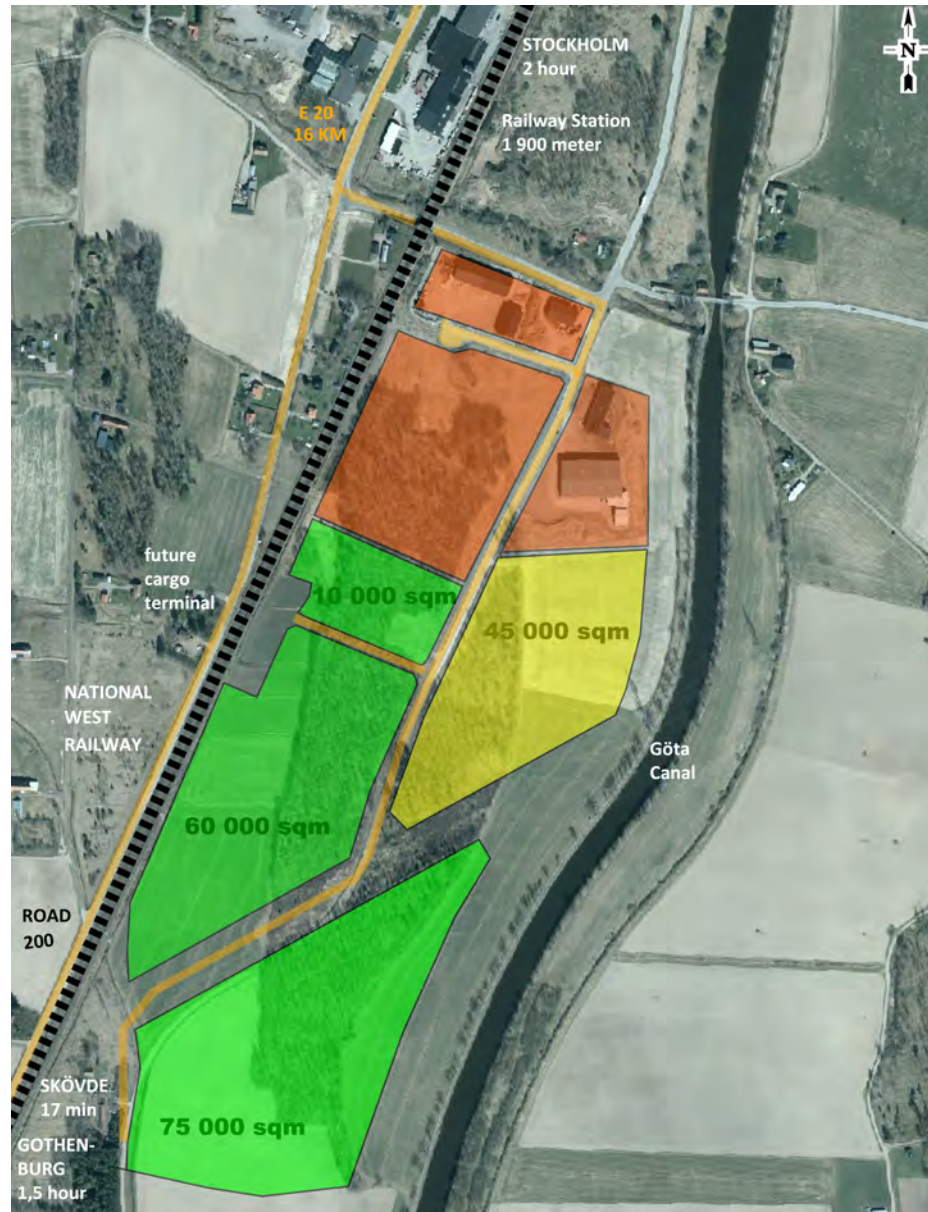 N
STOCKHOLM
2 hour
E 20
16 KM
Railway Station
1 900 meter
future
cargo
terminal
10 000 sqm
45 000 sqm
NATIONAL
WEST
RAILWAY
Göta
Canal
60 000 sqm
ROAD
200
SKÖVDE
17 min
75 000 sqm
GOTHEN-
BURG
1,5 hour